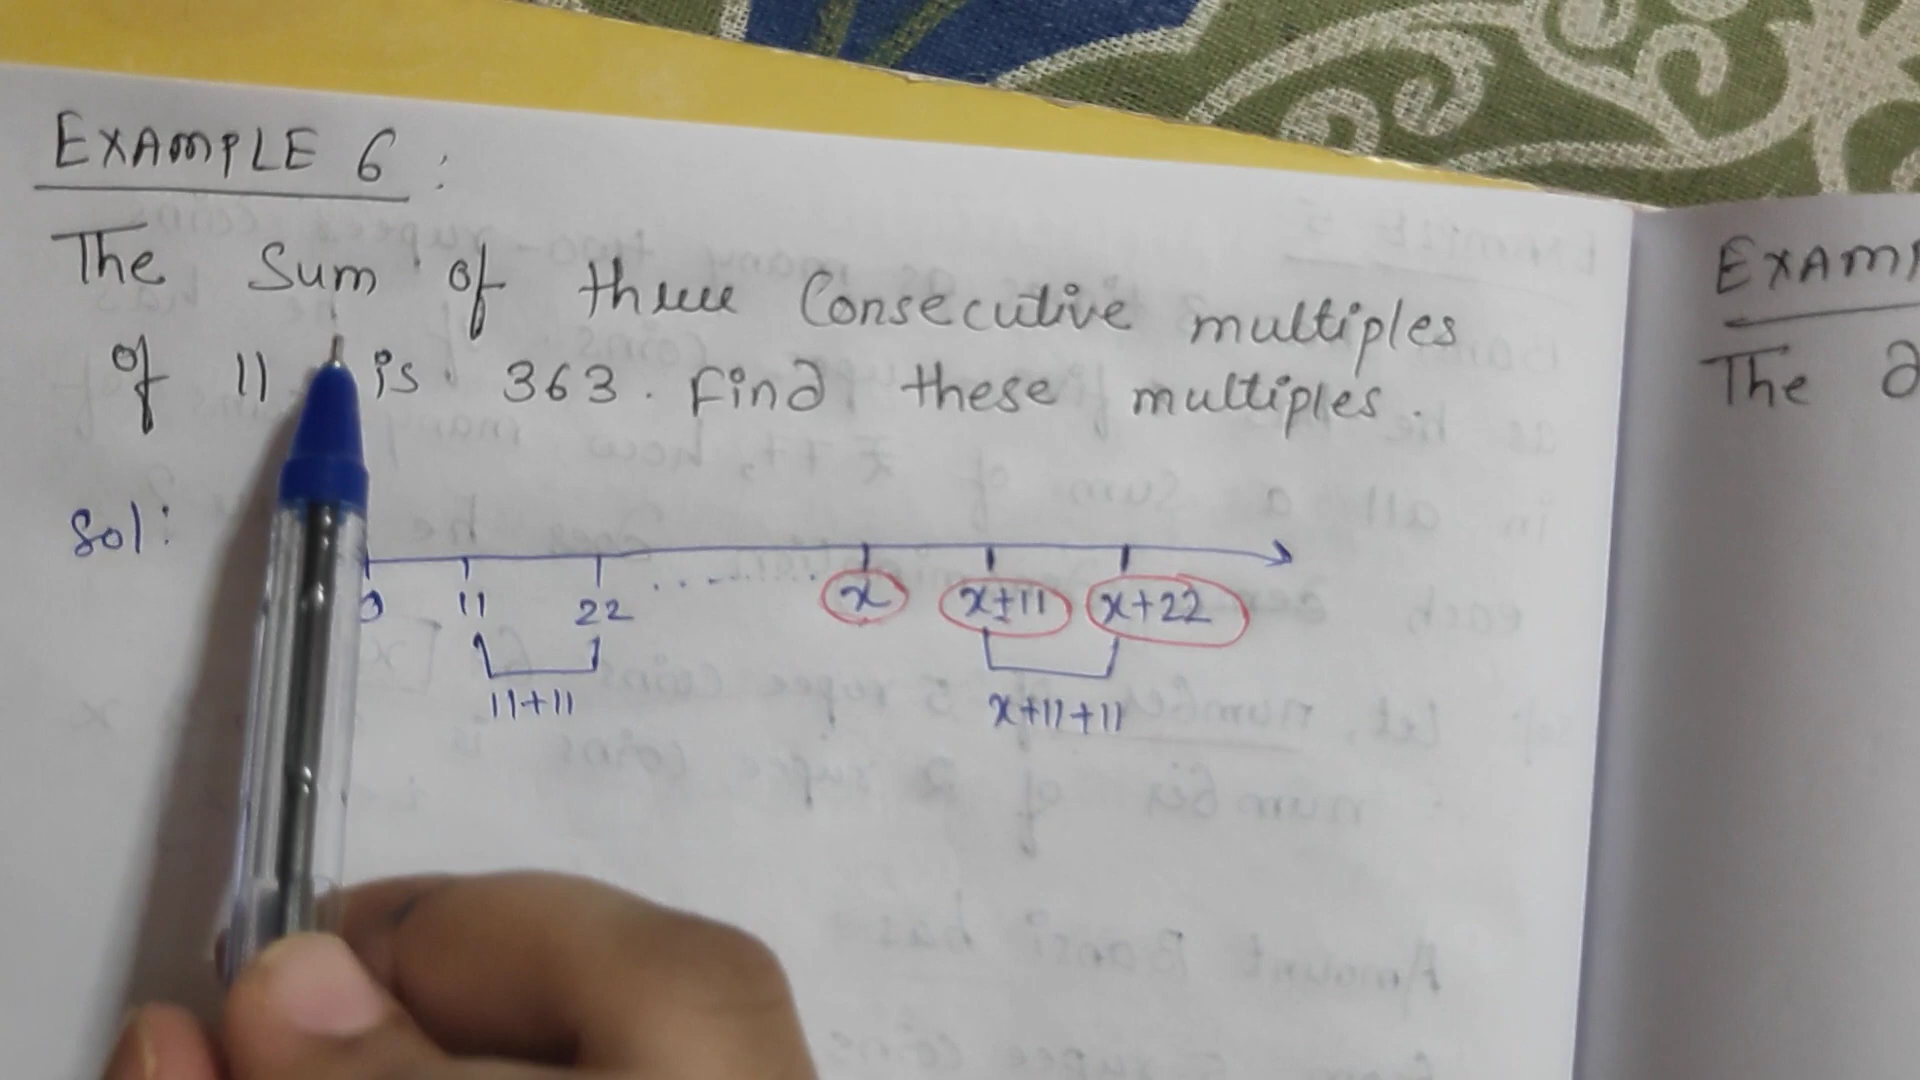 EXAMPLE 6 :
The Sum of three Consecutive multiples
of 11 is 363. Find these multiples.
Sol:
0 11 22 ........ x x+11 x+22
11+11 x+11+11
EXAMP
The